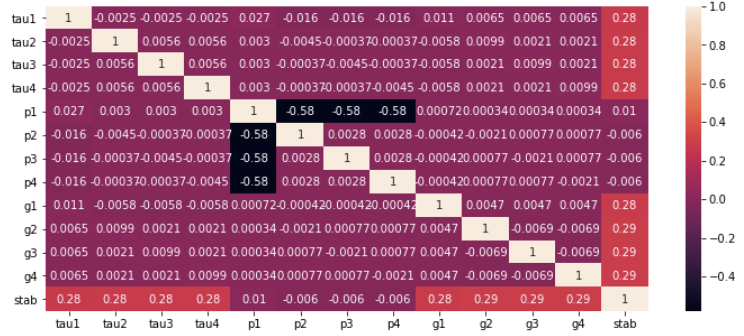 tau1 1 -0.0025 -0.0025 -0.0025 0.027 -0.016 -0.016 -0.016 0.011 0.0065 0.0065 0.0065 0.28 1.0
tau2 -0.0025 1 0.0056 0.0056 0.003 -0.0045 -0.00037 -0.00037 -0.0058 0.0099 0.0021 0.0021 0.28
0.8
tau3 -0.0025 0.0056 1 0.0056 0.003 -0.00037 -0.0045 -0.00037 -0.0058 0.0021 0.0099 0.0021 0.28
tau4 -0.0025 0.0056 0.0056 1 0.003 -0.00037 -0.00037 -0.0045 -0.0058 0.0021 0.0021 0.0099 0.28
0.6
p1 0.027 0.003 0.003 0.003 1 -0.58 -0.58 -0.58 0.00072 0.00034 0.00034 0.00034 0.01
0.4
p2 -0.016 -0.0045 -0.00037 -0.00037 -0.58 1 0.0028 0.0028 -0.00042 -0.0021 0.00077 0.00077 -0.006
p3 -0.016 -0.00037 -0.0045 -0.00037 -0.58 0.0028 1 0.0028 -0.00042 0.00077 -0.0021 0.00077 -0.006
0.2
p4 -0.016 -0.00037 -0.00037 -0.0045 -0.58 0.0028 0.0028 1 -0.00042 0.00077 0.00077 -0.0021 -0.006
0.0
g1 0.011 -0.0058 -0.0058 -0.0058 0.00072 -0.00042 -0.00042 -0.00042 1 0.0047 0.0047 0.0047 0.28
g2 0.0065 0.0099 0.0021 0.0021 0.00034 -0.0021 0.00077 0.00077 0.0047 1 -0.0069 -0.0069 0.29
-0.2
g3 0.0065 0.0021 0.0099 0.0021 0.00034 0.00077 -0.0021 0.00077 0.0047 -0.0069 1 -0.0069 0.29
g4 0.0065 0.0021 0.0021 0.0099 0.00034 0.00077 0.00077 -0.0021 0.0047 -0.0069 -0.0069 1 0.29
-0.4
stab 0.28 0.28 0.28 0.28 0.01 -0.006 -0.006 -0.006 0.28 0.29 0.29 0.29 1
tau1 tau2 tau3 tau4 p1 p2 p3 p4 g1 g2 g3 g4 stab